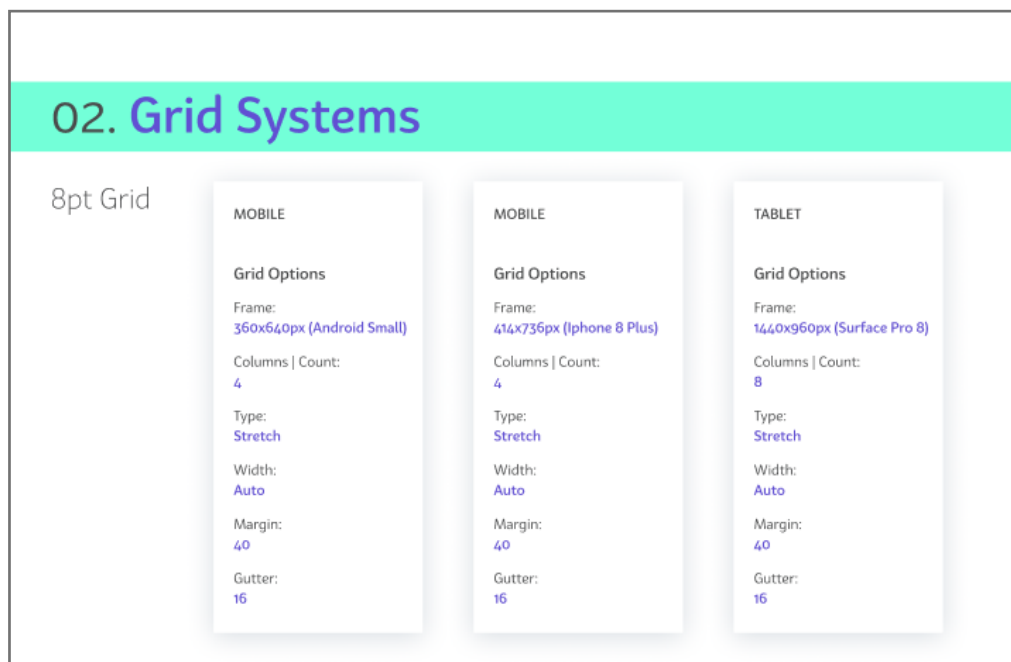 02. Grid Systems
8pt Grid
MOBILE
Grid Options
Frame:
360x640px (Android Small)
Columns | Count:
4
Type:
Stretch
Width:
Auto
Margin:
40
Gutter:
16
MOBILE
Grid Options
Frame:
414x736px (Iphone 8 Plus)
Columns | Count:
4
Type:
Stretch
Width:
Auto
Margin:
40
Gutter:
16
TABLET
Grid Options
Frame:
1440x960px (Surface Pro 8)
Columns | Count:
8
Type:
Stretch
Width:
Auto
Margin:
40
Gutter:
16